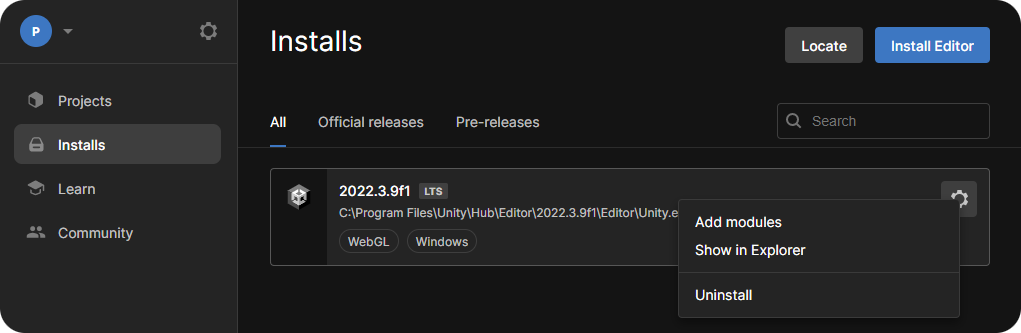 P
Projects
Installs
Learn
Community
Installs
Locate
Install Editor
All
Official releases
Pre-releases
Search
2022.3.9f1 LTS
C:\Program Files\Unity\Hub\Editor\2022.3.9f1\Editor\Unity.e
WebGL
Windows
Add modules
Show in Explorer
Uninstall